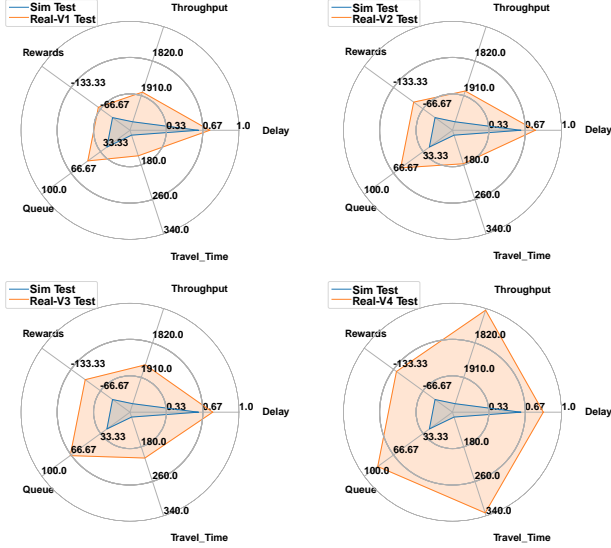 Sim Test
Real-V1 Test
Throughput
Rewards
1820.0
-133.33
1910.0
-66.67
0.33
0.67
1.0
Delay
33.33
66.67
180.0
100.0
Queue
260.0
340.0
Travel_Time
Sim Test
Real-V2 Test
Throughput
Rewards
1820.0
-133.33
1910.0
-66.67
0.33
0.67
1.0
Delay
33.33
66.67
180.0
100.0
Queue
260.0
340.0
Travel_Time
Sim Test
Real-V3 Test
Throughput
Rewards
1820.0
-133.33
1910.0
-66.67
0.33
0.67
1.0
Delay
33.33
66.67
180.0
100.0
Queue
260.0
340.0
Travel_Time
Sim Test
Real-V4 Test
Throughput
Rewards
1820.0
-133.33
1910.0
-66.67
0.33
0.67
1.0
Delay
33.33
66.67
180.0
100.0
Queue
260.0
340.0
Travel_Time